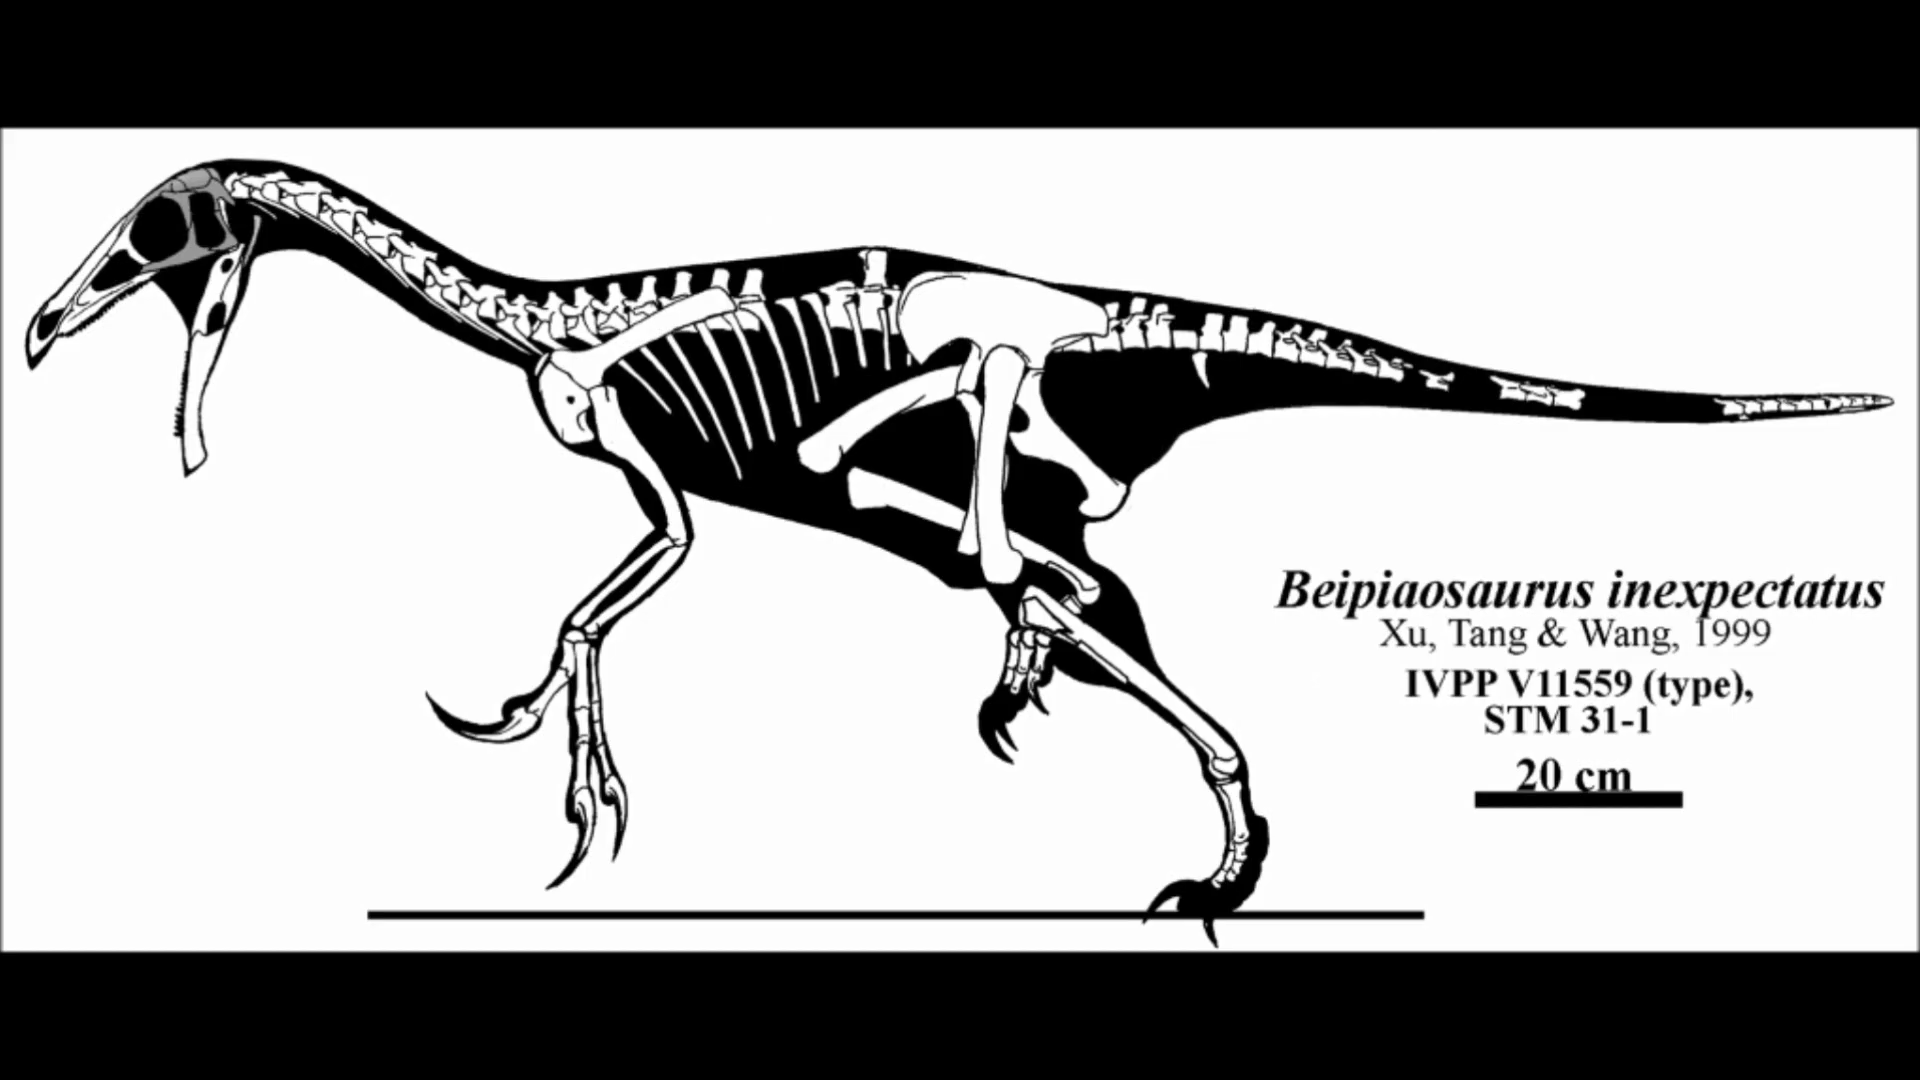 Beipiaosaurus inexpectatus
Xu, Tang & Wang, 1999
IVPP V11559 (type),
STM 31-1
20 cm